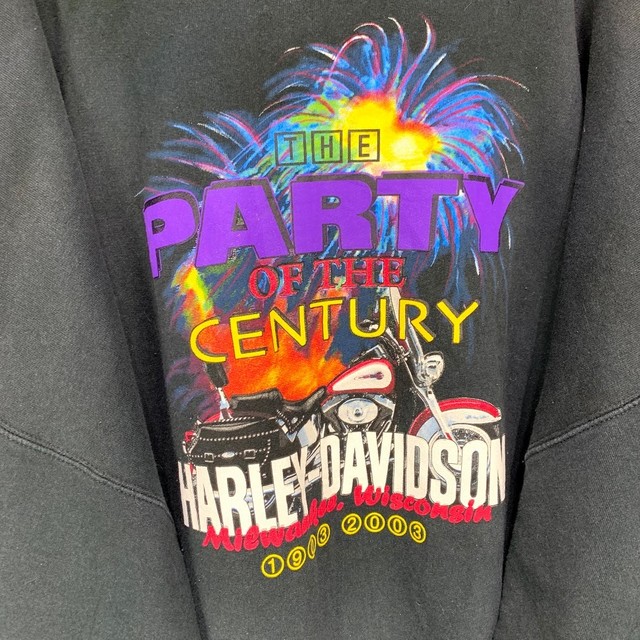 THE
PARTY
OF THE
CENTURY
HARLEY-DAVIDSON
Milwaukee, Wisconsin
1903 2003